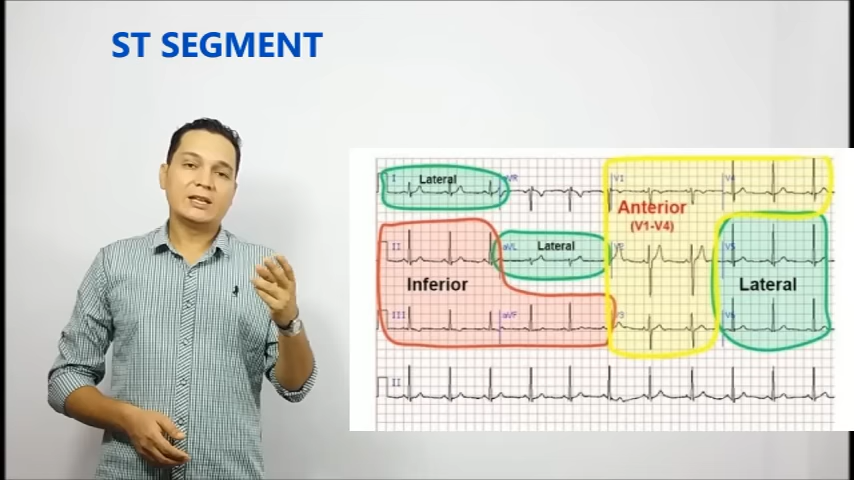 ST SEGMENT
I
Lateral
aVR
V1
V4
Anterior
(V1-V4)
II
aVL
Lateral
V2
V5
Inferior
Lateral
III
aVF
V3
V6
II